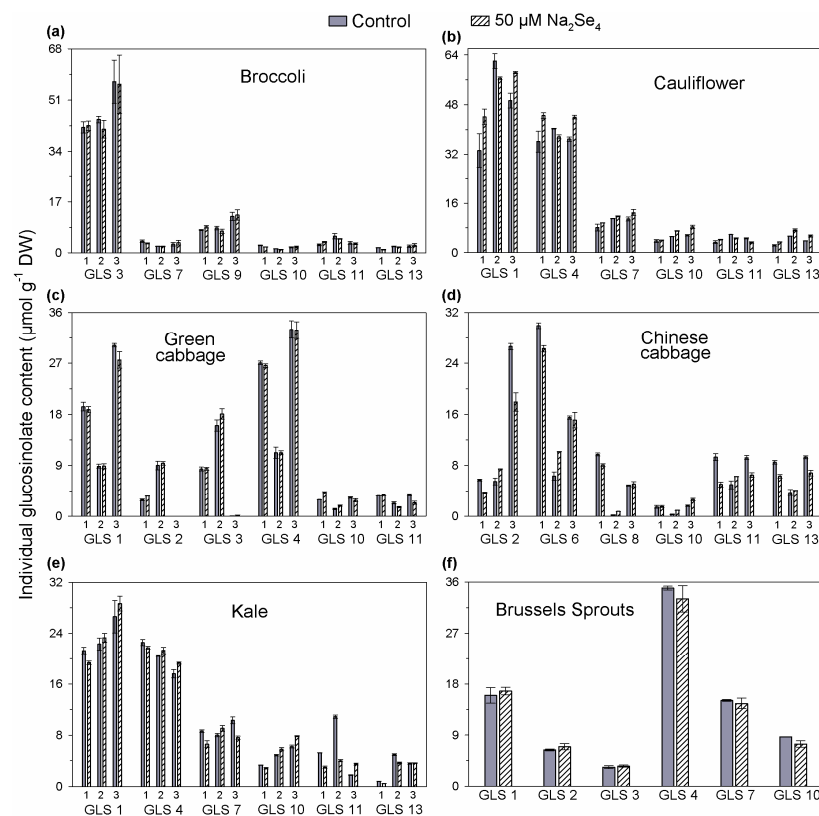 Control 50 µM Na₂Se₄
Individual glucosinolate content (µmol g⁻¹ DW)
(a)
Broccoli
68
51
34
17
0
1 2 3 1 2 3 1 2 3 1 2 3 1 2 3 1 2 3
GLS 3 GLS 7 GLS 9 GLS 10 GLS 11 GLS 13
(b)
Cauliflower
64
48
32
16
0
1 2 3 1 2 3 1 2 3 1 2 3 1 2 3 1 2 3
GLS 1 GLS 4 GLS 7 GLS 10 GLS 11 GLS 13
(c)
Green
cabbage
36
27
18
9
0
1 2 3 1 2 3 1 2 3 1 2 3 1 2 3 1 2 3
GLS 1 GLS 2 GLS 3 GLS 4 GLS 10 GLS 11
(d)
Chinese
cabbage
32
24
16
8
0
1 2 3 1 2 3 1 2 3 1 2 3 1 2 3 1 2 3
GLS 2 GLS 6 GLS 8 GLS 10 GLS 11 GLS 13
(e)
Kale
32
24
16
8
0
1 2 3 1 2 3 1 2 3 1 2 3 1 2 3 1 2 3
GLS 1 GLS 4 GLS 7 GLS 10 GLS 11 GLS 13
(f)
Brussels Sprouts
36
27
18
9
0
GLS 1 GLS 2 GLS 3 GLS 4 GLS 7 GLS 10